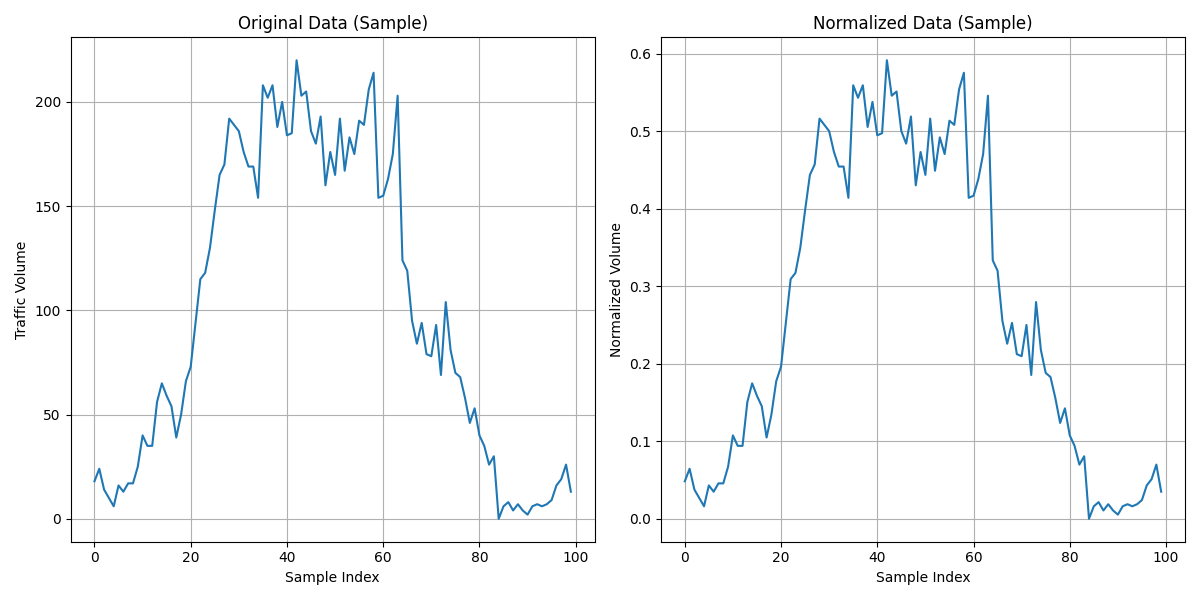 Original Data (Sample)
Traffic Volume
200
150
100
50
0
0 20 40 60 80 100
Sample Index
Normalized Data (Sample)
Normalized Volume
0.6
0.5
0.4
0.3
0.2
0.1
0.0
0 20 40 60 80 100
Sample Index